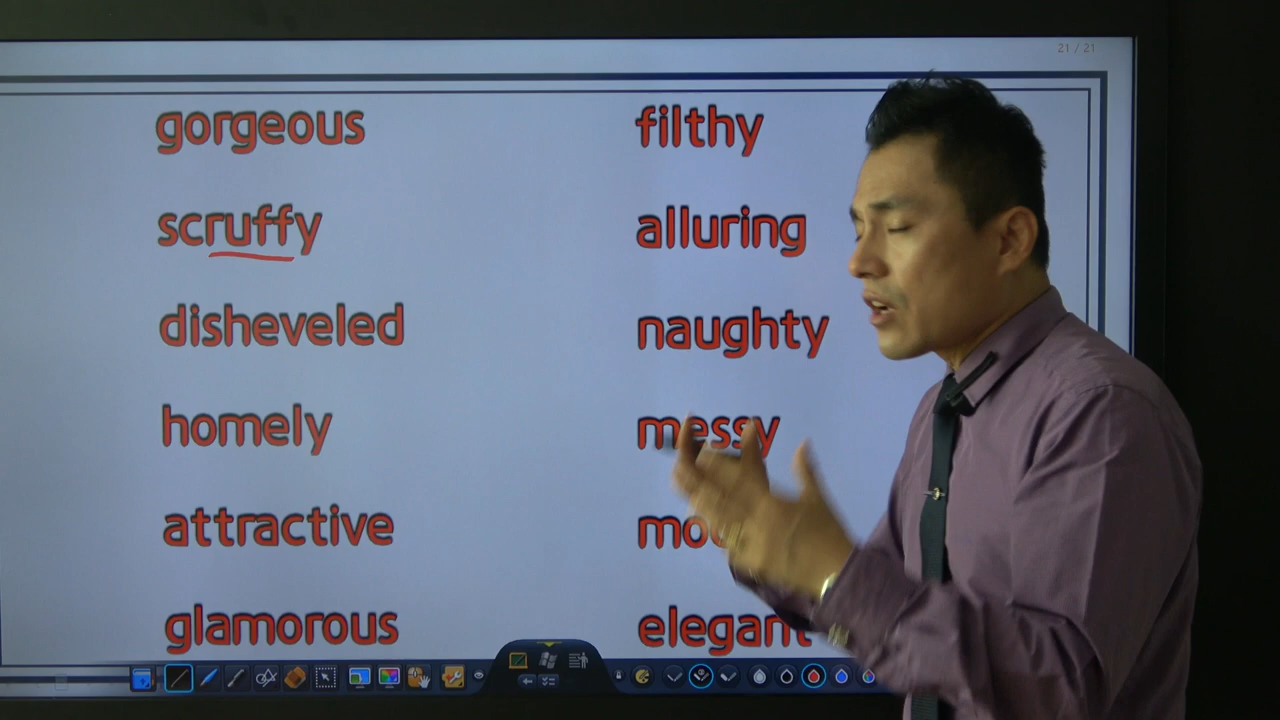 21 / 21
gorgeous filthy
scruffy alluring
disheveled naughty
homely messy
attractive
glamorous elegant